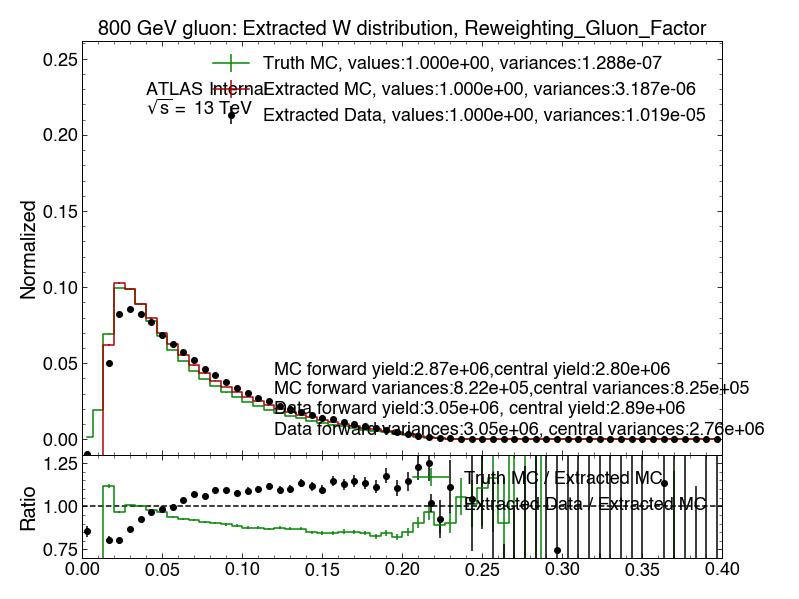 800 GeV gluon: Extracted W distribution, Reweighting_Gluon_Factor
Truth MC, values:1.000e+00, variances:1.288e-07
ATLAS Internal
Extracted MC, values:1.000e+00, variances:3.187e-06
√s = 13 TeV
Extracted Data, values:1.000e+00, variances:1.019e-05
Normalized
0.25
0.20
0.15
0.10
0.05
0.00
MC forward yield:2.87e+06,central yield:2.80e+06
MC forward variances:8.22e+05,central variances:8.25e+05
Data forward yield:3.05e+06, central yield:2.89e+06
Data forward variances:3.05e+06, central variances:2.76e+06
Ratio
1.25
1.00
0.75
Truth MC / Extracted MC
Extracted Data / Extracted MC
0.00 0.05 0.10 0.15 0.20 0.25 0.30 0.35 0.40